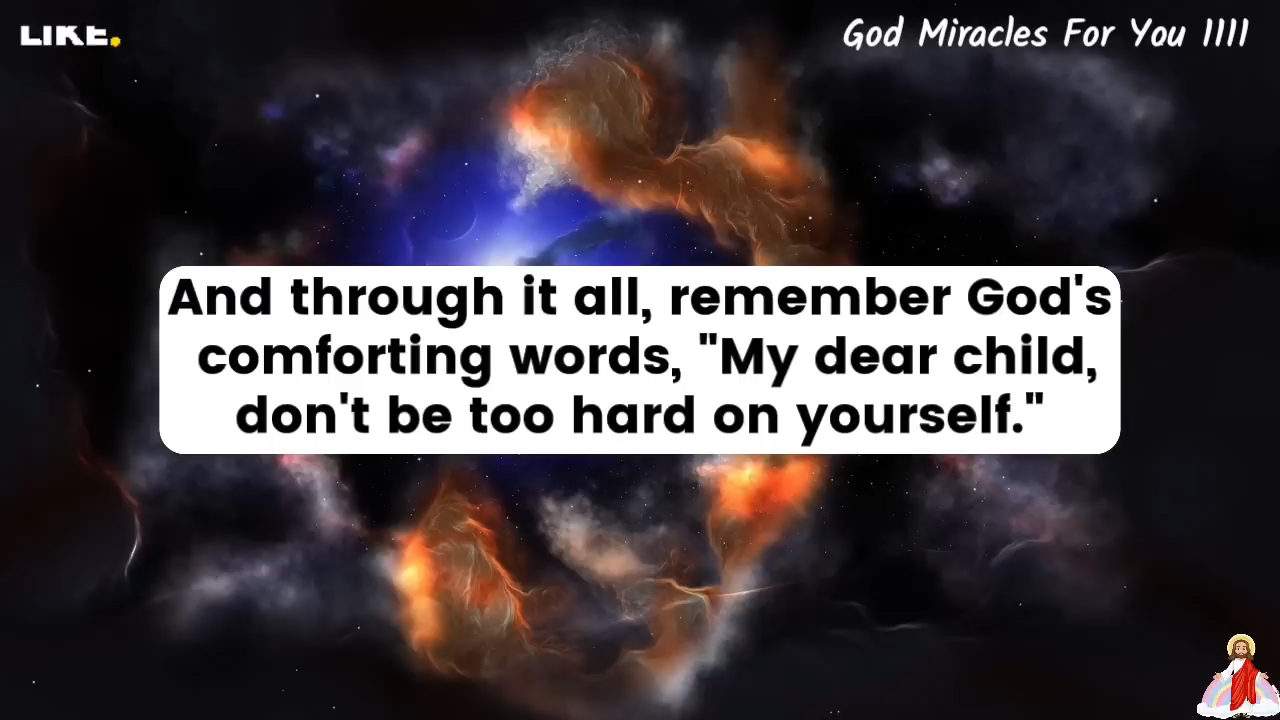 LIKE.
God Miracles For You 1111
And through it all, remember God's
comforting words, "My dear child,
don't be too hard on yourself."